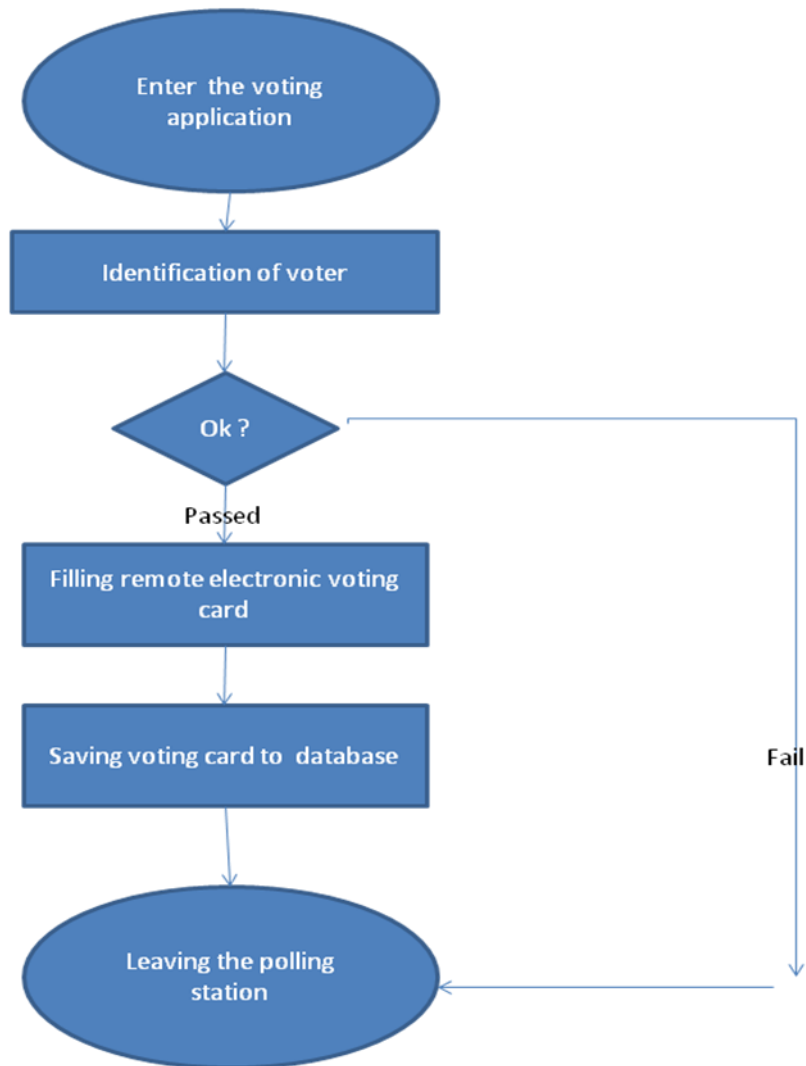 Enter the voting
application
Identification of voter
Ok ?
Passed
Filling remote electronic voting
card
Saving voting card to database
Fail
Leaving the polling
station